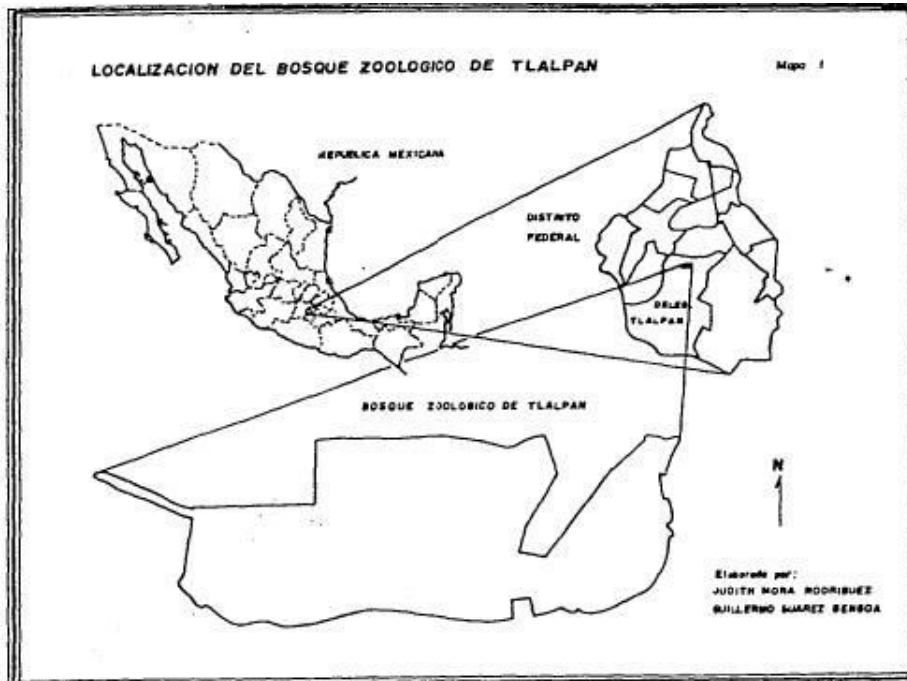 LOCALIZACION DEL BOSQUE ZOOLOGICO DE TLALPAN
Mapa 1
REPUBLICA MEXICANA
DISTRITO
FEDERAL
DELEG.
TLALPAN
BOSQUE ZOOLOGICO DE TLALPAN
N
Elaborado por:
JUDITH MORA RODRIGUEZ
GUILLERMO SUAREZ BENGOA